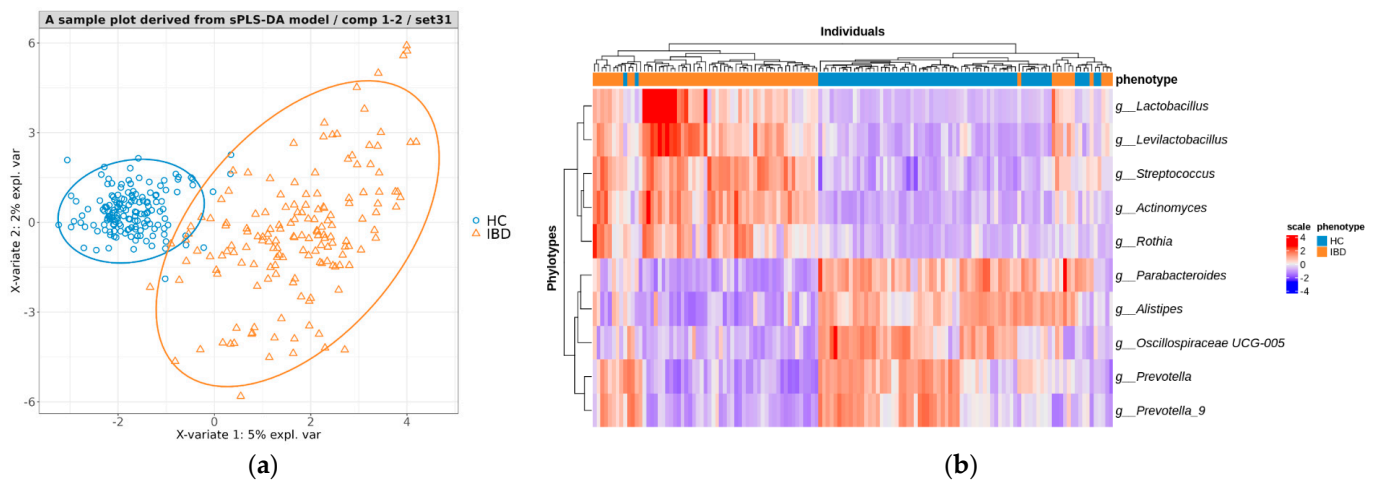 A sample plot derived from sPLS-DA model / comp 1-2 / set31
X-variate 2: 2% expl. var
6
3
0
-3
-6
-2
0
2
4
X-variate 1: 5% expl. var
HC
IBD
(a)
Individuals
phenotype
Phylotypes
g__Lactobacillus
g__Levilactobacillus
g__Streptococcus
g__Actinomyces
g__Rothia
g__Parabacteroides
g__Alistipes
g__Oscillospiraceae UCG-005
g__Prevotella
g__Prevotella_9
scale phenotype
4 HC
2 IBD
0
-2
-4
(b)